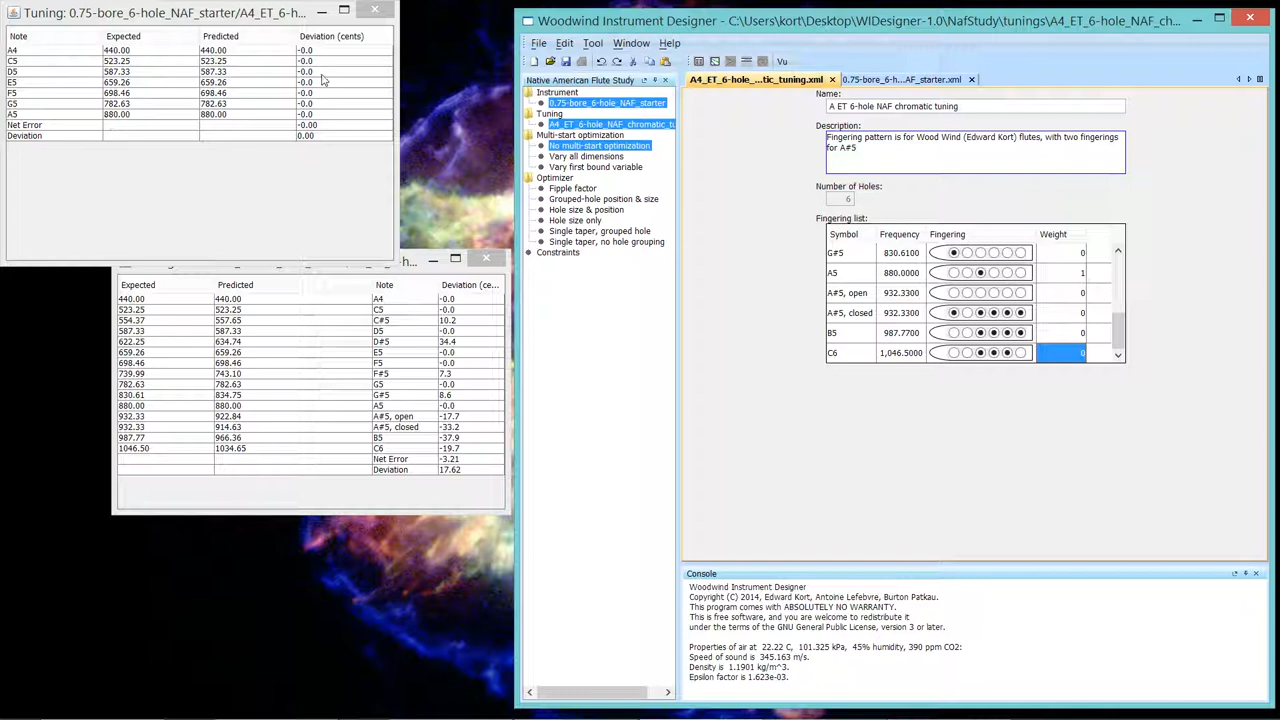 Tuning: 0.75-bore_6-hole_NAF_starter/A4_ET_6-h...
Note Expected Predicted Deviation (cents)
A4 440.00 440.00 -0.0
C5 523.25 523.25 -0.0
D5 587.33 587.33 -0.0
E5 659.26 659.26 -0.0
F5 698.46 698.46 -0.0
G5 782.63 782.63 -0.0
A5 880.00 880.00 -0.0
Net Error -0.00
Deviation 0.00
Expected Predicted Note Deviation (ce...
440.00 440.00 A4 -0.0
523.25 523.25 C5 -0.0
554.37 557.65 C#5 10.2
587.33 587.33 D5 -0.0
622.25 634.74 D#5 34.4
659.26 659.26 E5 -0.0
698.46 698.46 F5 -0.0
739.99 743.10 F#5 7.3
782.63 782.63 G5 -0.0
830.61 834.75 G#5 8.6
880.00 880.00 A5 -0.0
932.33 922.84 A#5, open -17.7
932.33 914.63 A#5, closed -33.2
987.77 966.36 B5 -37.9
1046.50 1034.65 C6 -19.7
Net Error -3.21
Deviation 17.62
Woodwind Instrument Designer - C:\Users\kort\Desktop\WIDesigner-1.0\NafStudy\tunings\A4_ET_6-hole_NAF_ch...
File Edit Tool Window Help
Vu
Native American Flute Study
Instrument
0.75-bore_6-hole_NAF_starter
Tuning
A4_ET_6-hole_NAF_chromatic_tu
Multi-start optimization
No multi-start optimization
Vary all dimensions
Vary first bound variable
Optimizer
Fipple factor
Grouped-hole position & size
Hole size & position
Hole size only
Single taper, grouped hole
Single taper, no hole grouping
Constraints
A4_ET_6-hole_...tic_tuning.xml 0.75-bore_6-h...AF_starter.xml
Name:
A ET 6-hole NAF chromatic tuning
Description:
Fingering pattern is for Wood Wind (Edward Kort) flutes, with two fingerings
for A#5
Number of Holes:
6
Fingering list:
Symbol Frequency Fingering Weight
G#5 830.6100 0
A5 880.0000 1
A#5, open 932.3300 0
A#5, closed 932.3300 0
B5 987.7700 0
C6 1,046.5000 0
Console
Woodwind Instrument Designer
Copyright (C) 2014, Edward Kort, Antoine Lefebvre, Burton Patkau.
This program comes with ABSOLUTELY NO WARRANTY.
This is free software, and you are welcome to redistribute it
under the terms of the GNU General Public License, version 3 or later.
Properties of air at 22.22 C, 101.325 kPa, 45% humidity, 390 ppm CO2:
Speed of sound is 345.163 m/s.
Density is 1.1901 kg/m^3.
Epsilon factor is 1.623e-03.